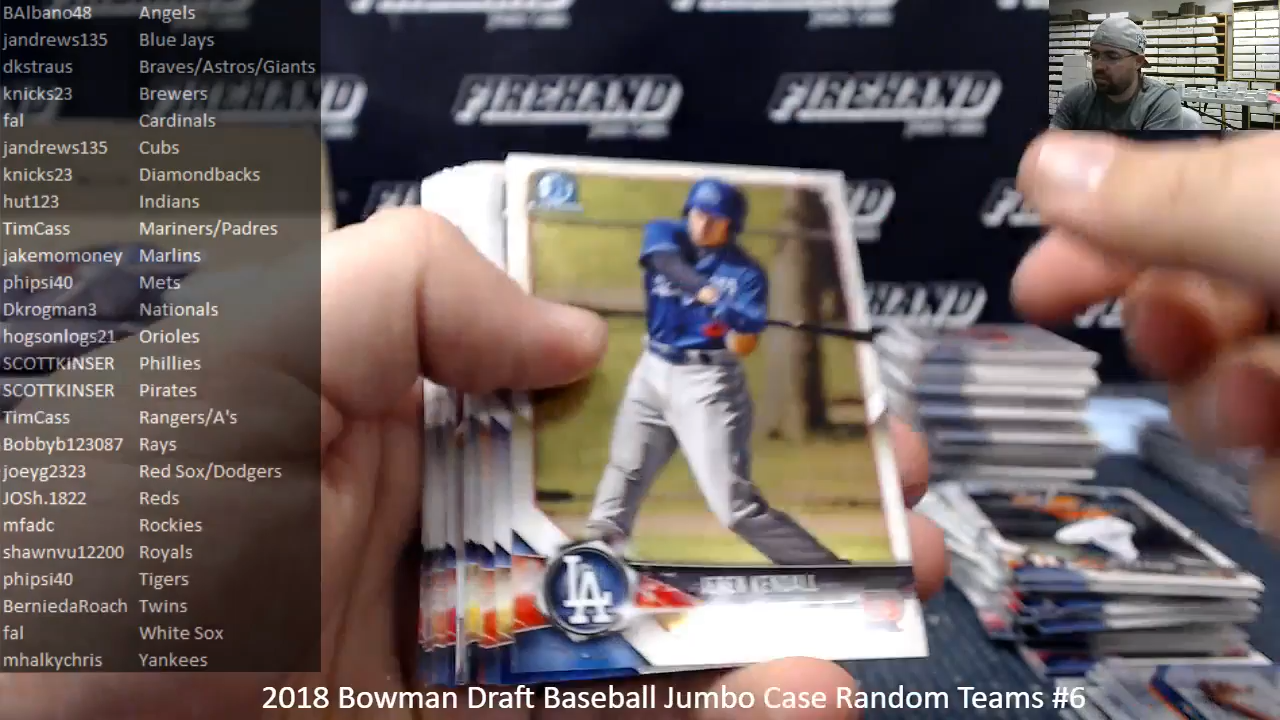 BAlbano48 Angels
jandrews135 Blue Jays
dkstraus Braves/Astros/Giants
knicks23 Brewers
fal Cardinals
jandrews135 Cubs
knicks23 Diamondbacks
hut123 Indians
TimCass Mariners/Padres
jakemomoney Marlins
phipsi40 Mets
Dkrogman3 Nationals
hogsonlogs21 Orioles
SCOTTKINSER Phillies
SCOTTKINSER Pirates
TimCass Rangers/A's
Bobbyb123087 Rays
joeyg2323 Red Sox/Dodgers
JOSh.1822 Reds
mfadc Rockies
shawnvu12200 Royals
phipsi40 Tigers
BerniedaRoach Twins
fal White Sox
mhalkychris Yankees
FIREHAND
FIREHAND
FIREHAND
LA
2018 Bowman Draft Baseball Jumbo Case Random Teams #6